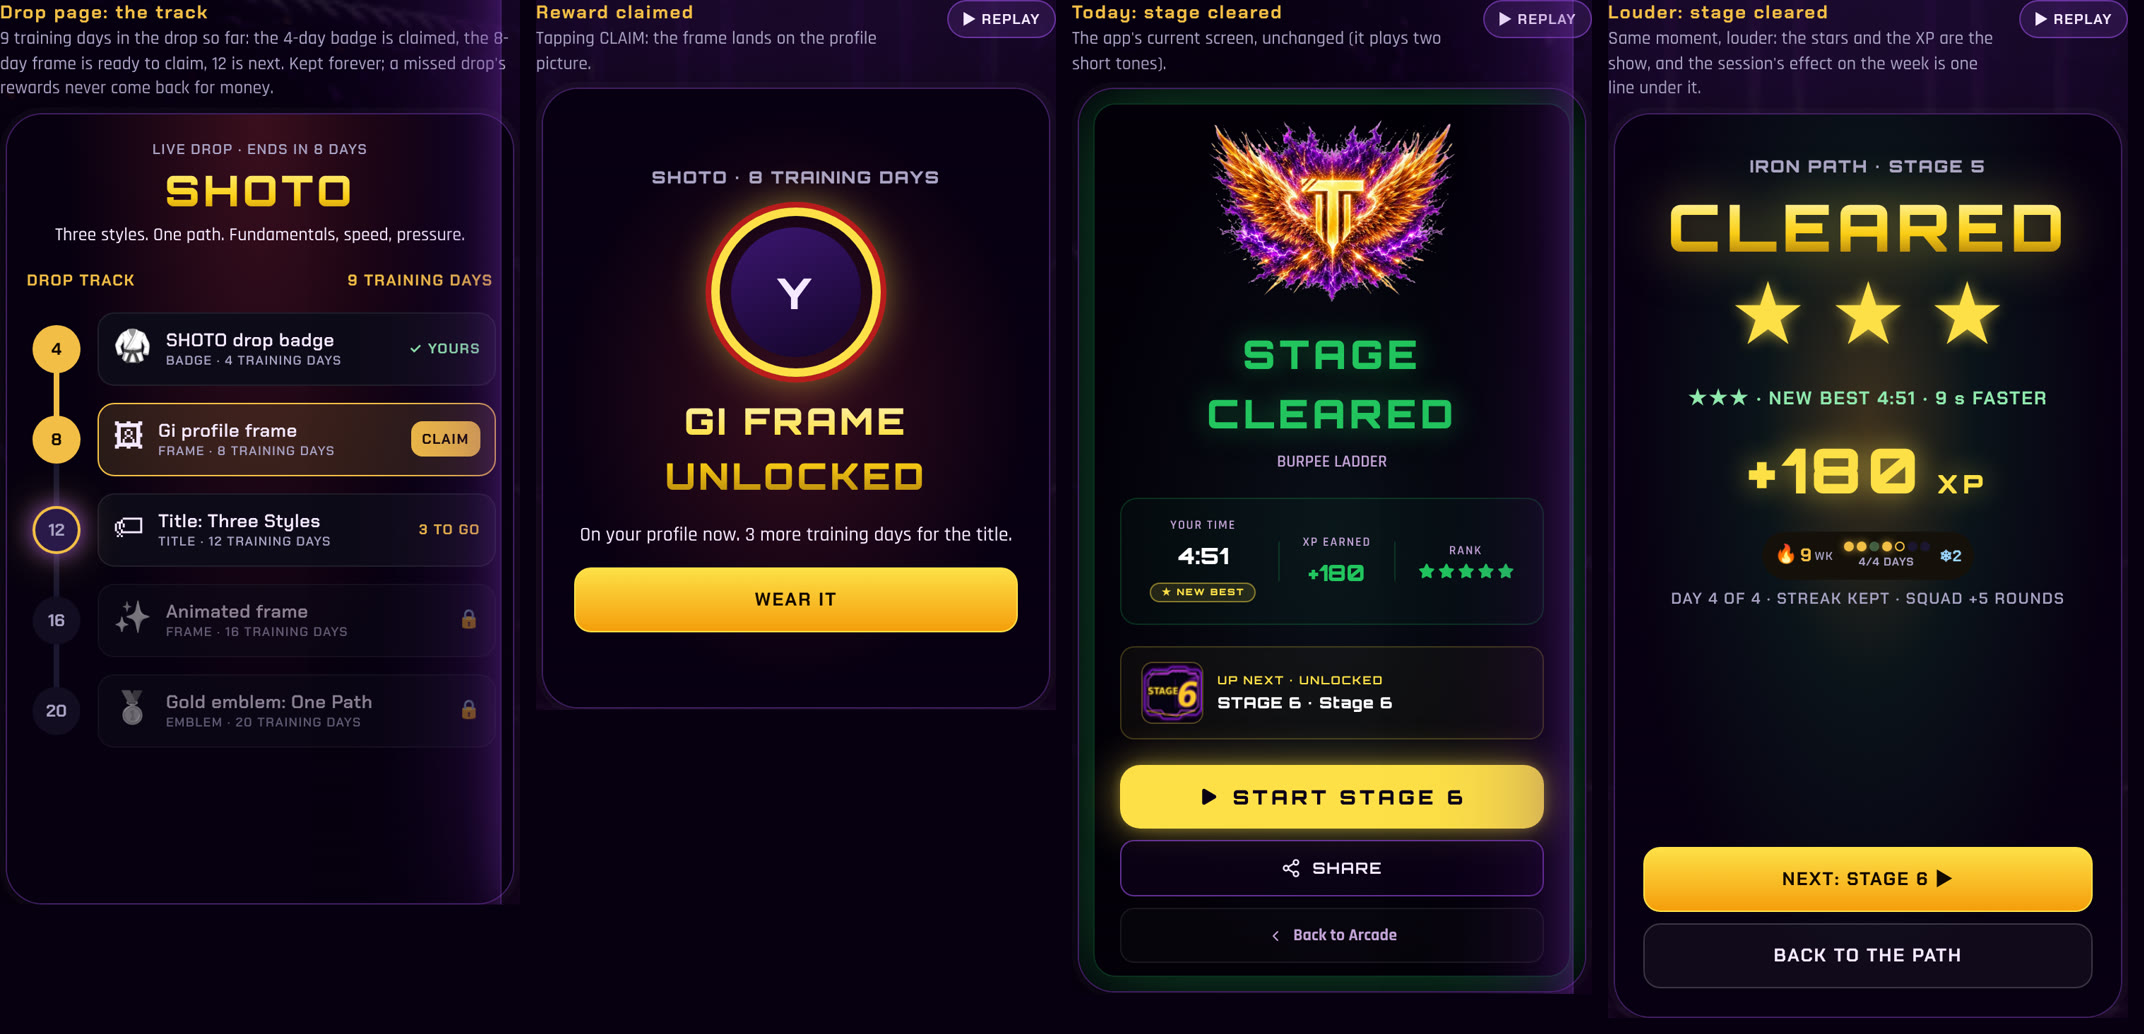 Drop page: the track
9 training days in the drop so far: the 4-day badge is claimed, the 8-
day frame is ready to claim, 12 is next. Kept forever; a missed drop's
rewards never come back for money.
LIVE DROP · ENDS IN 8 DAYS
SHOTO
Three styles. One path. Fundamentals, speed, pressure.
DROP TRACK
9 TRAINING DAYS
4
SHOTO drop badge
BADGE · 4 TRAINING DAYS
✓ YOURS
8
Gi profile frame
FRAME · 8 TRAINING DAYS
CLAIM
12
Title: Three Styles
TITLE · 12 TRAINING DAYS
3 TO GO
16
Animated frame
FRAME · 16 TRAINING DAYS
20
Gold emblem: One Path
EMBLEM · 20 TRAINING DAYS
Reward claimed
▶ REPLAY
Tapping CLAIM: the frame lands on the profile
picture.
SHOTO · 8 TRAINING DAYS
Y
GI FRAME
UNLOCKED
On your profile now. 3 more training days for the title.
WEAR IT
Today: stage cleared
▶ REPLAY
The app's current screen, unchanged (it plays two
short tones).
T
STAGE
CLEARED
BURPEE LADDER
YOUR TIME
4:51
★ NEW BEST
XP EARNED
+180
RANK
★★★★★
STAGE 6
UP NEXT · UNLOCKED
STAGE 6 · Stage 6
▶ START STAGE 6
SHARE
‹ Back to Arcade
Louder: stage cleared
▶ REPLAY
Same moment, louder: the stars and the XP are the
show, and the session's effect on the week is one
line under it.
IRON PATH · STAGE 5
CLEARED
★ ★ ★
★★★ · NEW BEST 4:51 · 9 s FASTER
+180 XP
🔥 9 WK
4/4 DAYS
❄2
DAY 4 OF 4 · STREAK KEPT · SQUAD +5 ROUNDS
NEXT: STAGE 6 ▶
BACK TO THE PATH